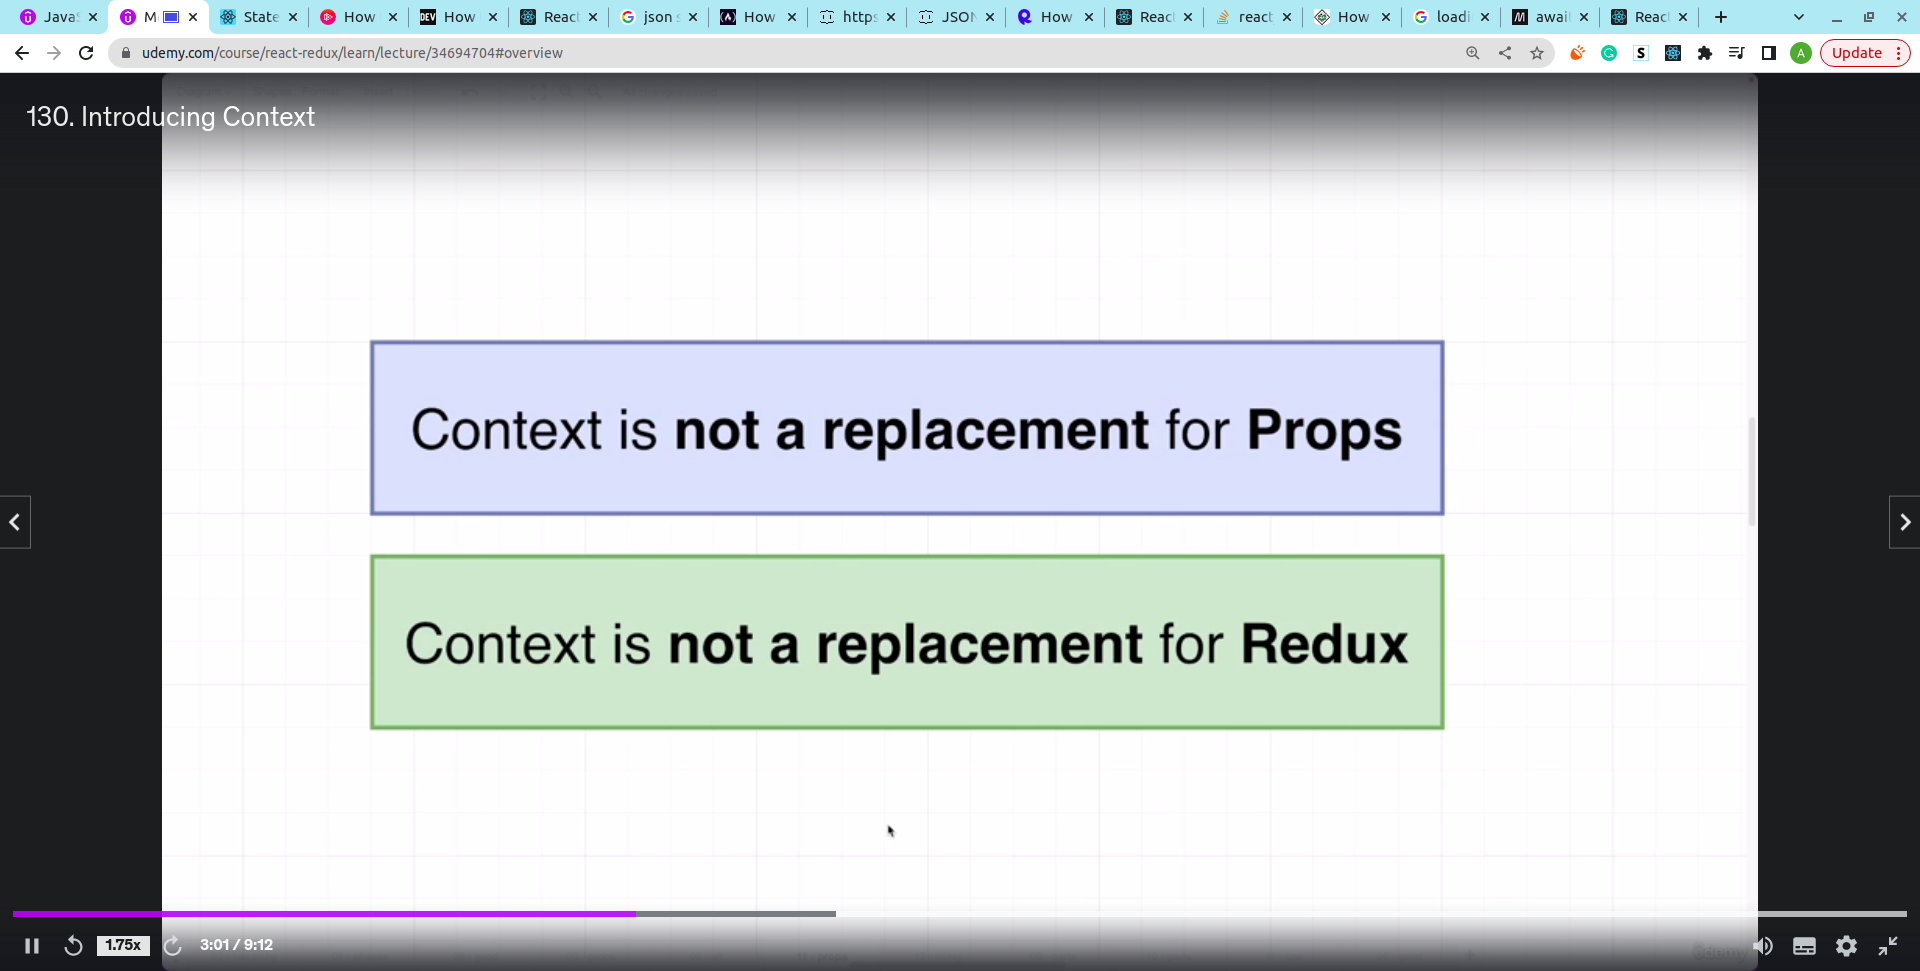 Java
M
State
How
How
React
json
How
https
JSON
How
React
react
How
loadi
awai
React
udemy.com/course/react-redux/learn/lecture/34694704#overview
A
Update
130. Introducing Context
Context is not a replacement for Props
Context is not a replacement for Redux
1.75x
3:01 / 9:12
Udemy